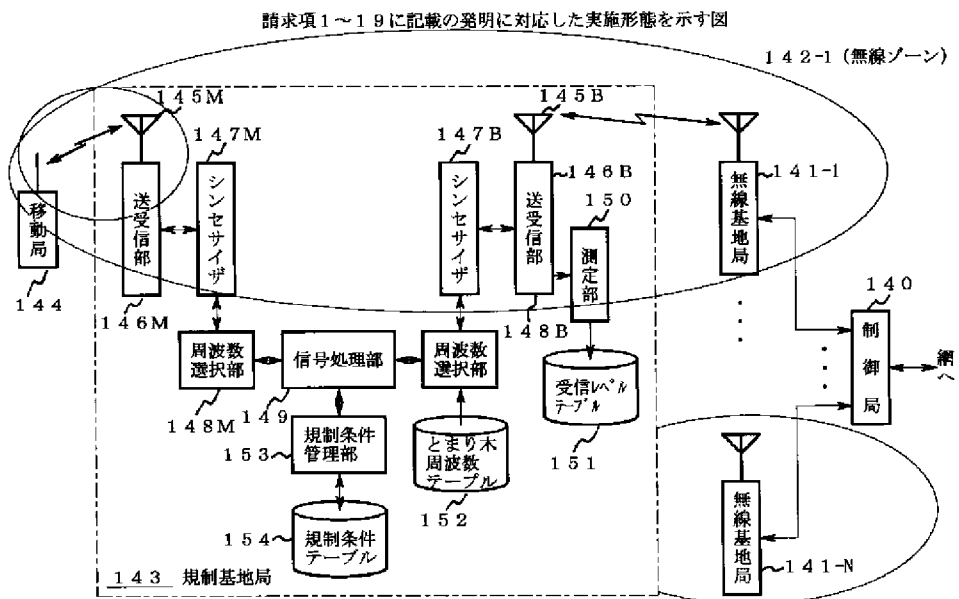 請求項１～１９に記載の発明に対応した実施形態を示す図
１４２-1（無線ゾーン）
１４５M
１４５B
１４７M
１４７B
１４６B
１５０
１４１-1
移動局
送受信部
シンセサイザ
シンセサイザ
送受信部
測定部
無線基地局
１４４
１４６M
１４８B
１４０
周波数
選択部
信号処理部
周波数
選択部
受信ﾚﾍﾞﾙ
ﾃｰﾌﾞﾙ
制御局
網へ
１４８M
１４９
１５３
規制条件
管理部
とまり木
周波数
テーブル
１５１
１５２
１５４
規制条件
テーブル
無線基地局
１４３ 規制基地局
１４１-N